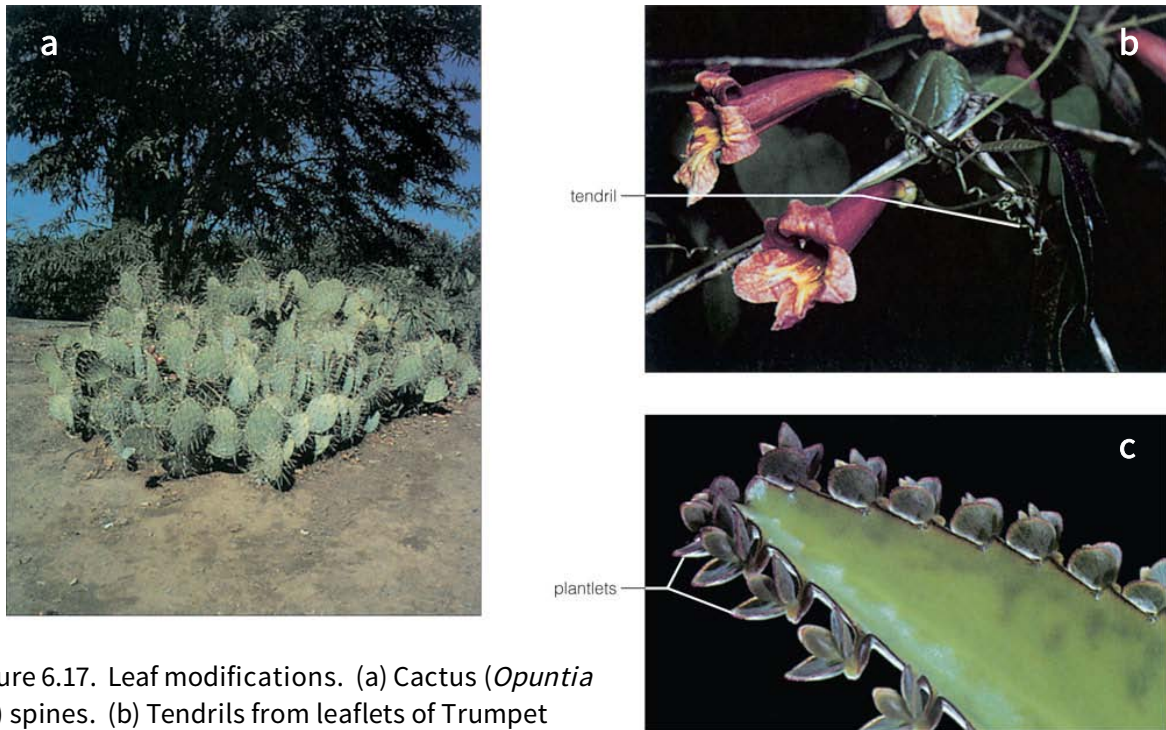 a
b
tendril
c
plantlets
ure 6.17. Leaf modifications. (a) Cactus (Opuntia
) spines. (b) Tendrils from leaflets of Trumpet